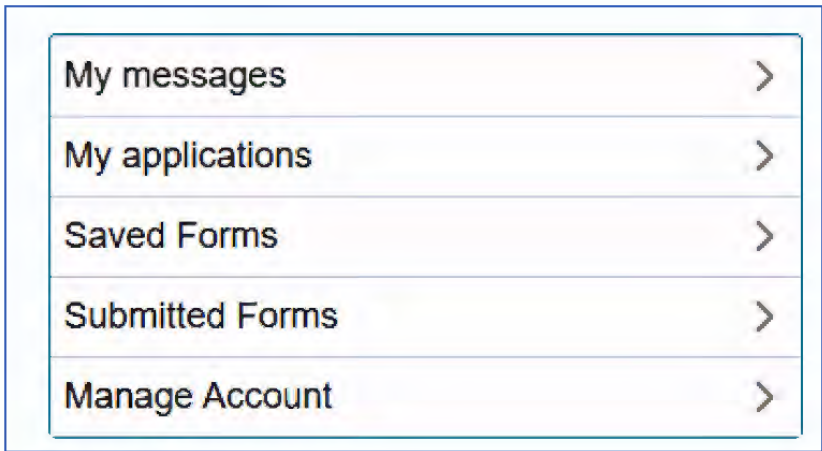 My messages
My applications
Saved Forms
Submitted Forms
Manage Account